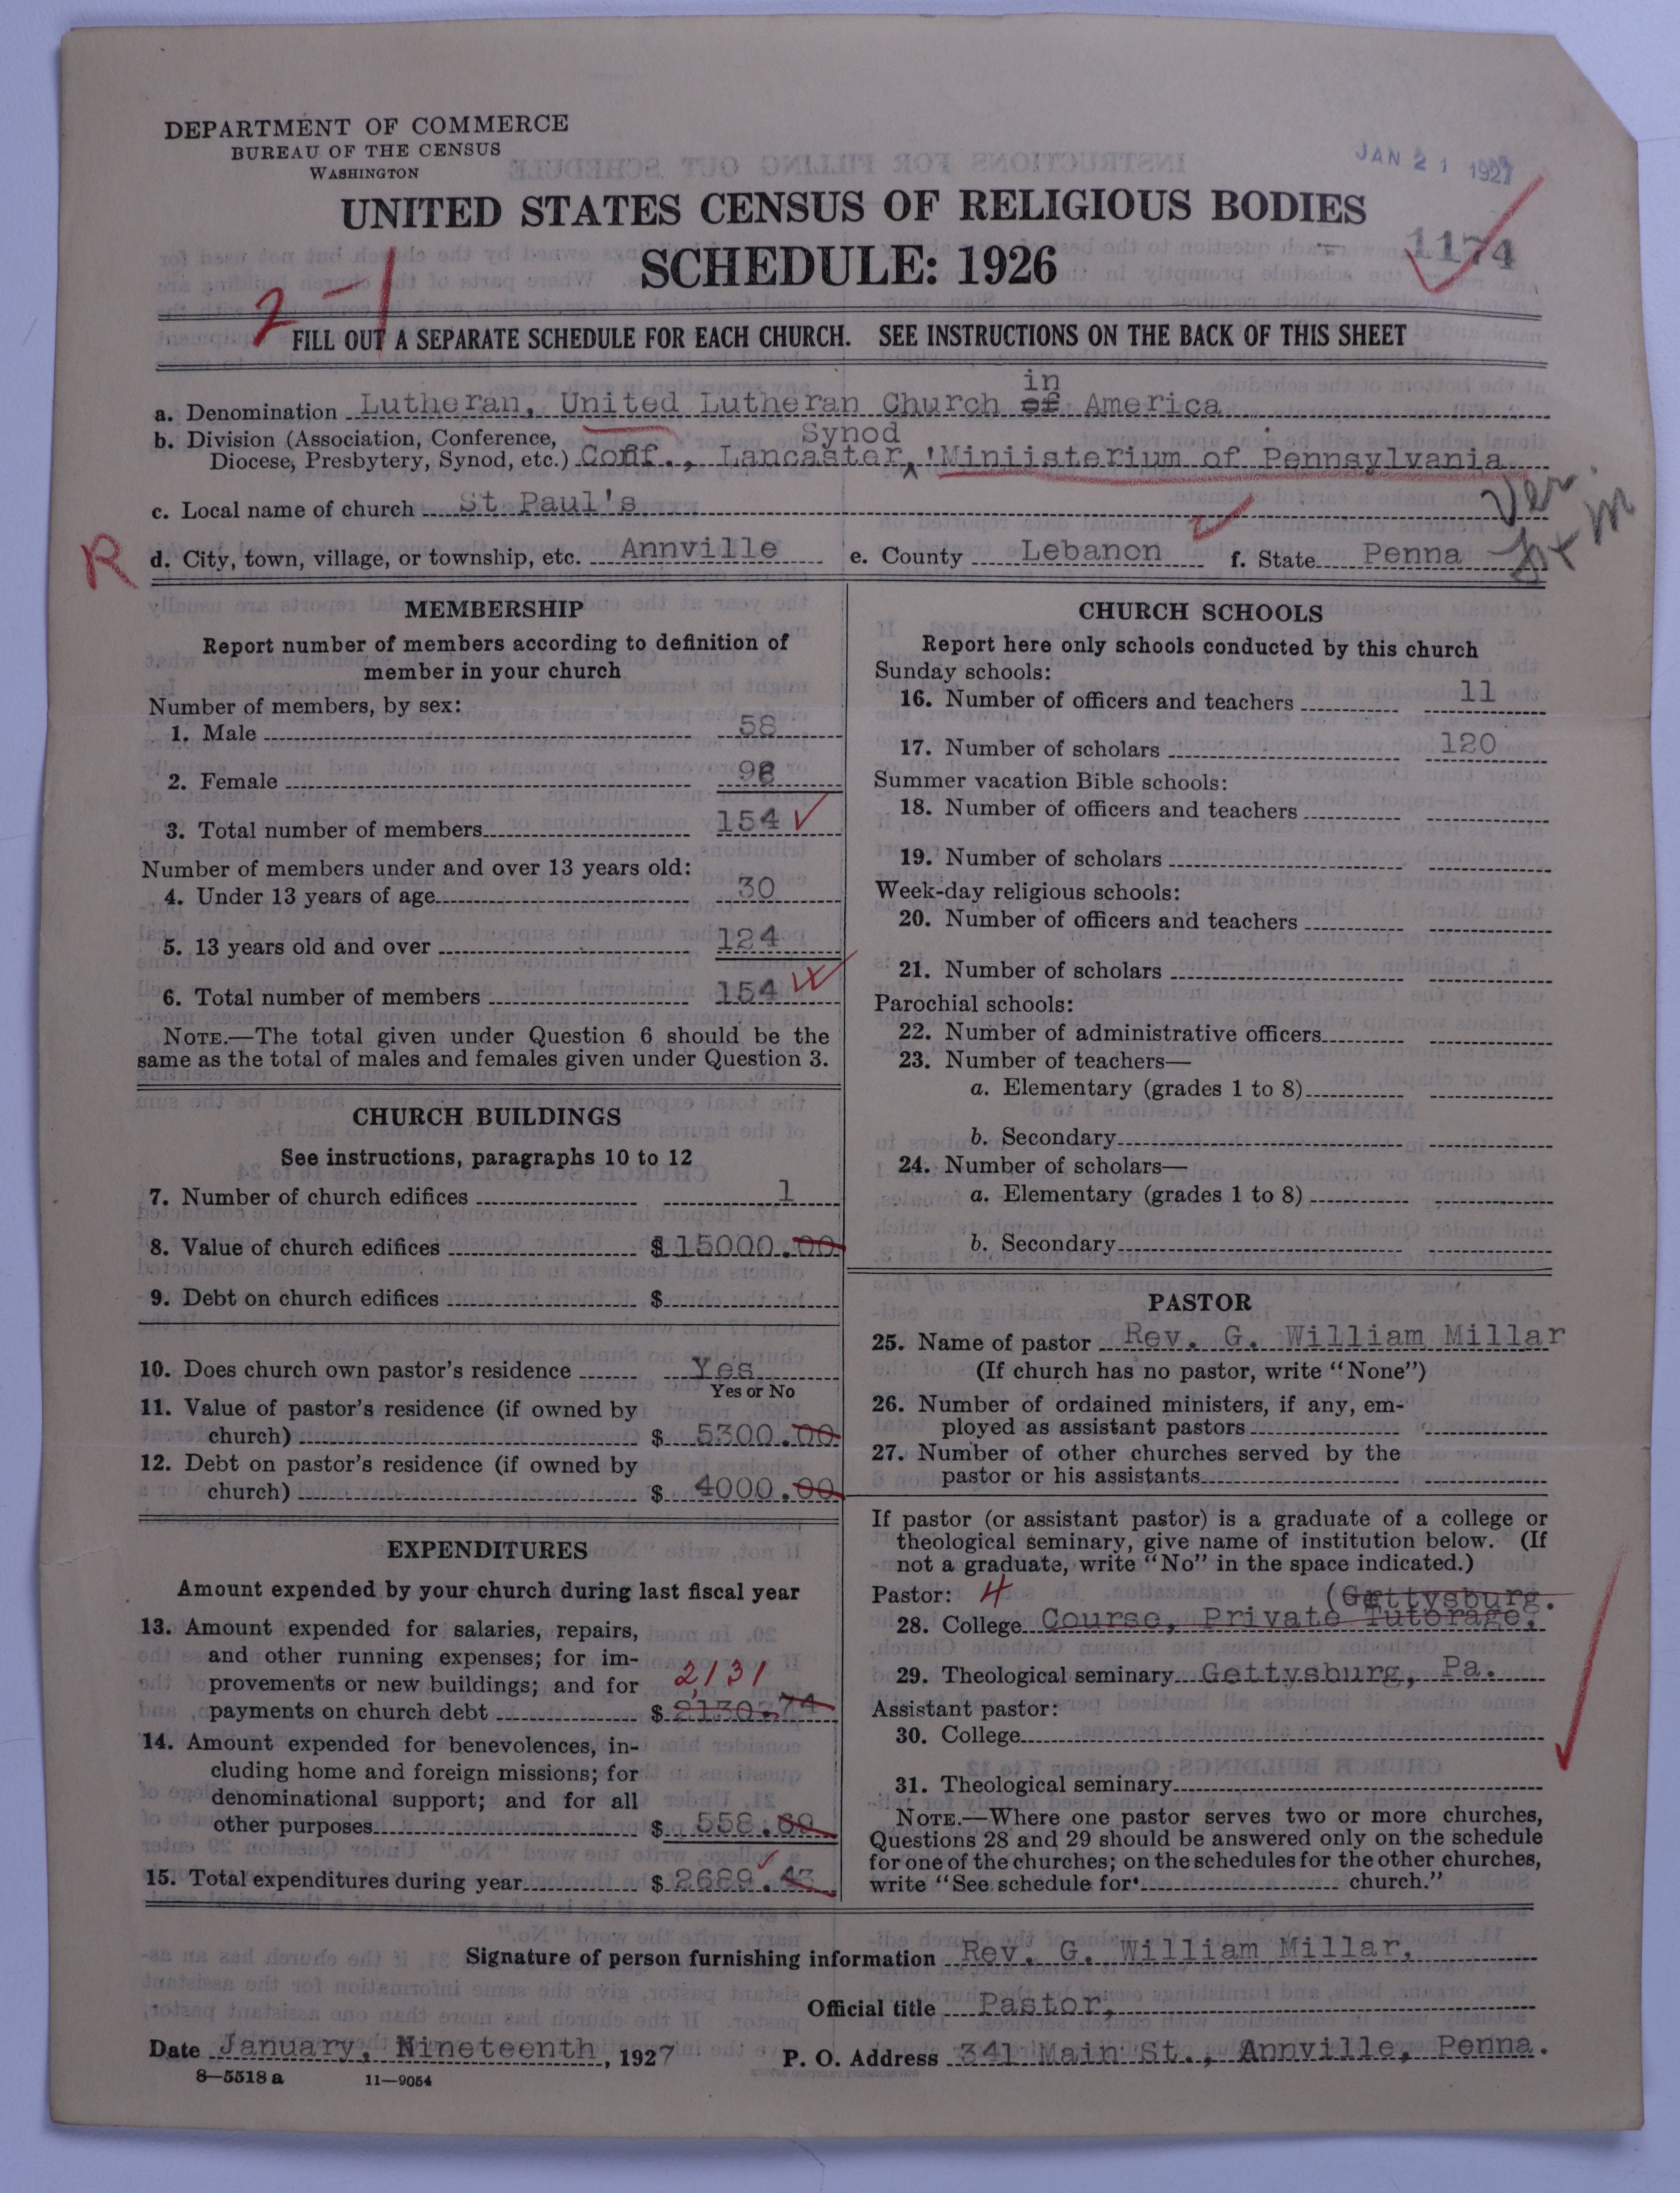 DEPARTMENT OF COMMERCE
BUREAU OF THE CENSUS
WASHINGTON
JAN 21 1927
UNITED STATES CENSUS OF RELIGIOUS BODIES
SCHEDULE: 1926
1174
2-1
FILL OUT A SEPARATE SCHEDULE FOR EACH CHURCH. SEE INSTRUCTIONS ON THE BACK OF THIS SHEET
in
a. Denomination Lutheran, United Lutheran Church of America
b. Division (Association, Conference, Synod
Diocese, Presbytery, Synod, etc.) Conf., Lancaster, 'Miniisterium of Pennsylvania
c. Local name of church St Paul's
Ver
R d. City, town, village, or township, etc. Annville e. County Lebanon f. State Penna
MEMBERSHIP
Report number of members according to definition of
member in your church
Number of members, by sex:
1. Male 58
2. Female 96
3. Total number of members 154
Number of members under and over 13 years old:
4. Under 13 years of age 30
5. 13 years old and over 124
6. Total number of members 154
NOTE.—The total given under Question 6 should be the
same as the total of males and females given under Question 3.
CHURCH BUILDINGS
See instructions, paragraphs 10 to 12
7. Number of church edifices 1
8. Value of church edifices $ 15000.00
9. Debt on church edifices $
10. Does church own pastor's residence Yes
Yes or No
11. Value of pastor's residence (if owned by
church) $ 5300.00
12. Debt on pastor's residence (if owned by
church) $ 4000.00
EXPENDITURES
Amount expended by your church during last fiscal year
13. Amount expended for salaries, repairs,
and other running expenses; for im-
provements or new buildings; and for 2,131
payments on church debt $ 2130.74
14. Amount expended for benevolences, in-
cluding home and foreign missions; for
denominational support; and for all
other purposes $ 558.69
15. Total expenditures during year $ 2689.43
CHURCH SCHOOLS
Report here only schools conducted by this church
Sunday schools:
16. Number of officers and teachers 11
17. Number of scholars 120
Summer vacation Bible schools:
18. Number of officers and teachers
19. Number of scholars
Week-day religious schools:
20. Number of officers and teachers
21. Number of scholars
Parochial schools:
22. Number of administrative officers
23. Number of teachers—
a. Elementary (grades 1 to 8)
b. Secondary
24. Number of scholars—
a. Elementary (grades 1 to 8)
b. Secondary
PASTOR
25. Name of pastor Rev. G. William Millar
(If church has no pastor, write "None")
26. Number of ordained ministers, if any, em-
ployed as assistant pastors
27. Number of other churches served by the
pastor or his assistants
If pastor (or assistant pastor) is a graduate of a college or
theological seminary, give name of institution below. (If
not a graduate, write "No" in the space indicated.)
Pastor: 4 (Gettysburg.
28. College Course, Private Tutorage,
29. Theological seminary Gettysburg, Pa.
Assistant pastor:
30. College
31. Theological seminary
NOTE.—Where one pastor serves two or more churches,
Questions 28 and 29 should be answered only on the schedule
for one of the churches; on the schedules for the other churches,
write "See schedule for church."
Signature of person furnishing information Rev. G. William Millar,
Official title Pastor,
Date January, Nineteenth, 1927 P. O. Address 341 Main St., Annville, Penna.
8—5518 a 11—9054